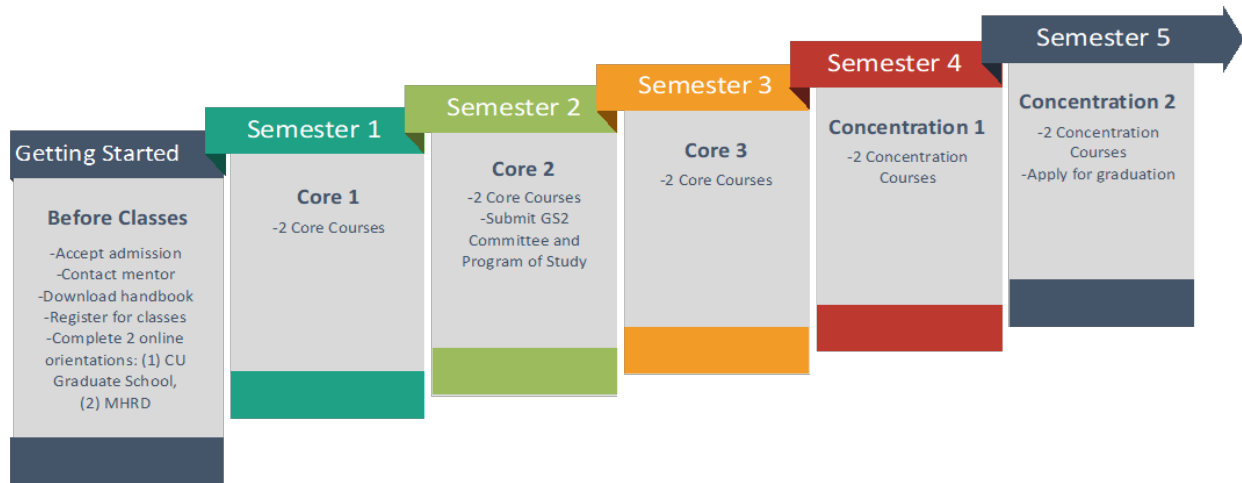 Getting Started
Before Classes
-Accept admission
-Contact mentor
-Download handbook
-Register for classes
-Complete 2 online
orientations: (1) CU
Graduate School,
(2) MHRD
Semester 1
Core 1
-2 Core Courses
Semester 2
Core 2
-2 Core Courses
-Submit GS2
Committee and
Program of Study
Semester 3
Core 3
-2 Core Courses
Semester 4
Concentration 1
-2 Concentration
Courses
Semester 5
Concentration 2
-2 Concentration
Courses
-Apply for graduation